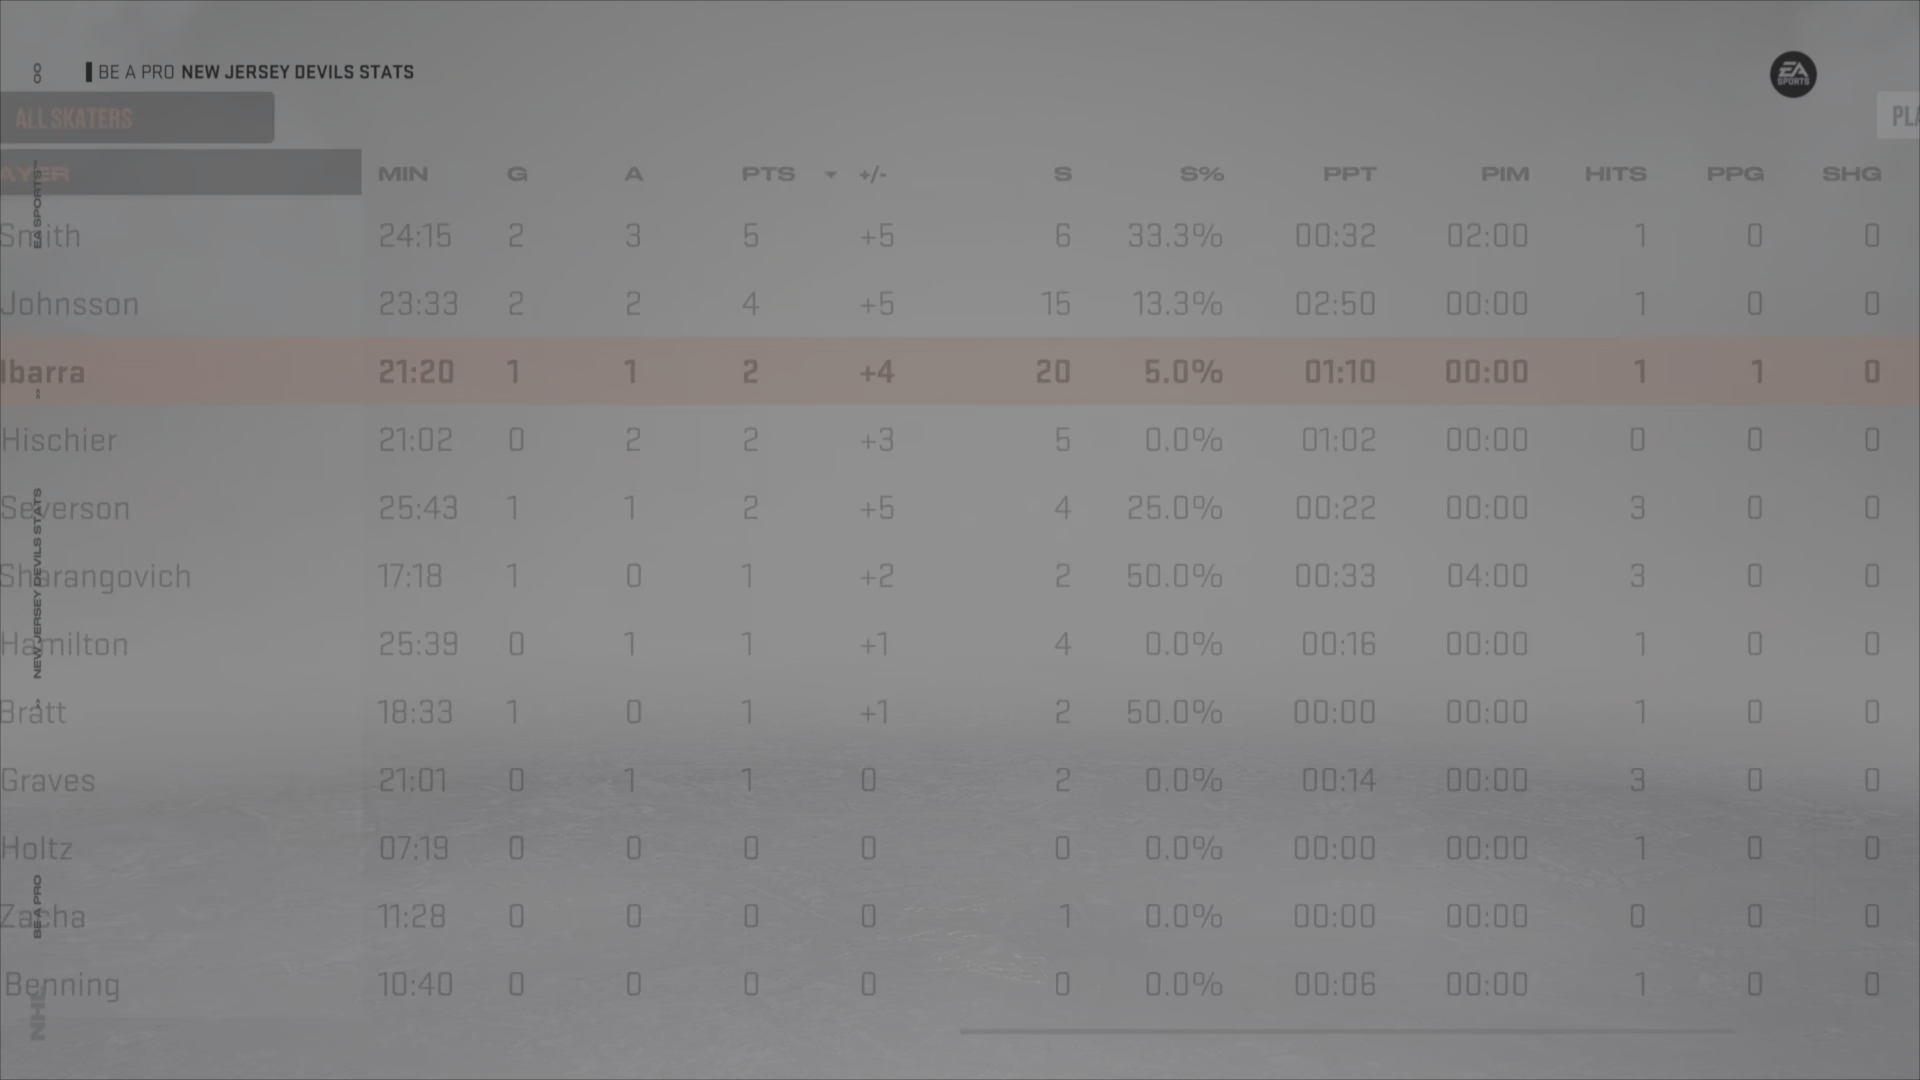 BE A PRO NEW JERSEY DEVILS STATS
EA SPORTS
ALL SKATERS
MIN G A PTS +/- S S% PPT PIM HITS PPG SHG
Smith 24:15 2 3 5 +5 6 33.3% 00:32 02:00 1 0 0
Johnsson 23:33 2 2 4 +5 15 13.3% 02:50 00:00 1 0 0
Ibarra 21:20 1 1 2 +4 20 5.0% 01:10 00:00 1 1 0
Hischier 21:02 0 2 2 +3 5 0.0% 01:02 00:00 0 0 0
Severson 25:43 1 1 2 +5 4 25.0% 00:22 00:00 3 0 0
Sharangovich 17:18 1 0 1 +2 2 50.0% 00:33 04:00 3 0 0
Hamilton 25:39 0 1 1 +1 4 0.0% 00:16 00:00 1 0 0
Bratt 18:33 1 0 1 +1 2 50.0% 00:00 00:00 1 0 0
Graves 21:01 0 1 1 0 2 0.0% 00:14 00:00 3 0 0
Holtz 07:19 0 0 0 0 0 0.0% 00:00 00:00 1 0 0
Zacha 11:28 0 0 0 0 1 0.0% 00:00 00:00 0 0 0
Benning 10:40 0 0 0 0 0 0.0% 00:06 00:00 1 0 0
EA SPORTS™
NEW JERSEY DEVILS STATS
BE A PRO
NHL